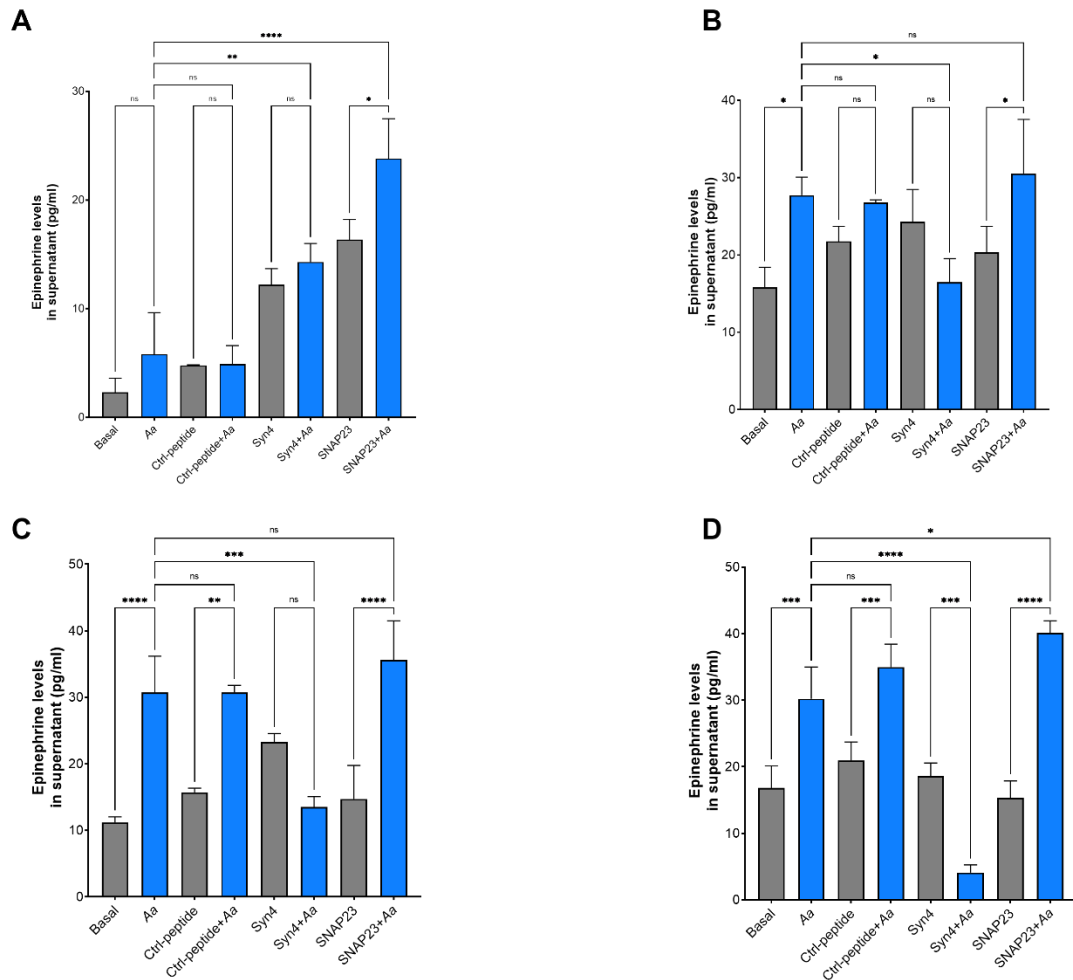 A
****
**
ns
ns
ns
ns
*
Epinephrine levels
in supernatant (pg/ml)
30
20
10
0
Basal
Aa
Ctrl-peptide
Ctrl-peptide+Aa
Syn4
Syn4+Aa
SNAP23
SNAP23+Aa
B
ns
*
ns
*
ns
ns
*
Epinephrine levels
in supernatant (pg/ml)
40
30
20
10
0
Basal
Aa
Ctrl-peptide
Ctrl-peptide+Aa
Syn4
Syn4+Aa
SNAP23
SNAP23+Aa
C
ns
***
ns
****
**
ns
****
Epinephrine levels
in supernatant (pg/ml)
50
40
30
20
10
0
Basal
Aa
Ctrl-peptide
Ctrl-peptide+Aa
Syn4
Syn4+Aa
SNAP23
SNAP23+Aa
D
*
****
ns
***
***
***
****
Epinephrine levels
in supernatant (pg/ml)
50
40
30
20
10
0
Basal
Aa
Ctrl-peptide
Ctrl-peptide+Aa
Syn4
Syn4+Aa
SNAP23
SNAP23+Aa